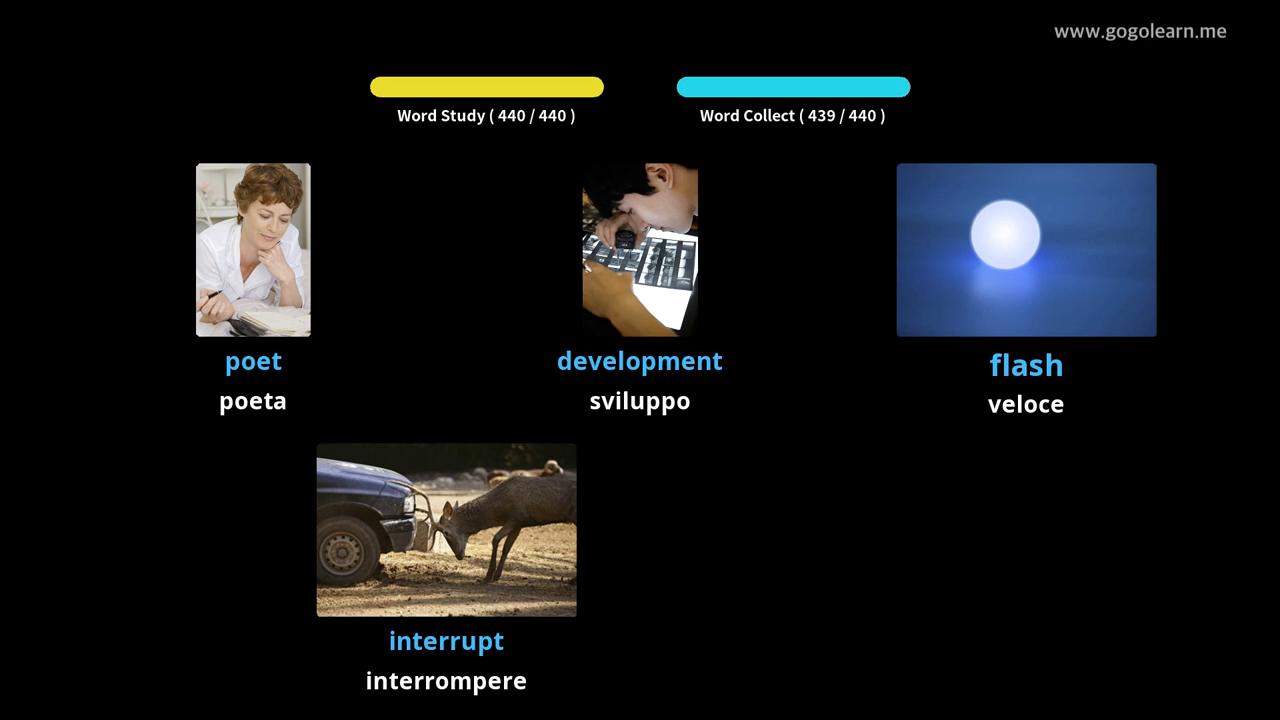 www.gogolearn.me
Word Study ( 440 / 440 )
Word Collect ( 439 / 440 )
poet
poeta
development
sviluppo
flash
veloce
interrupt
interrompere